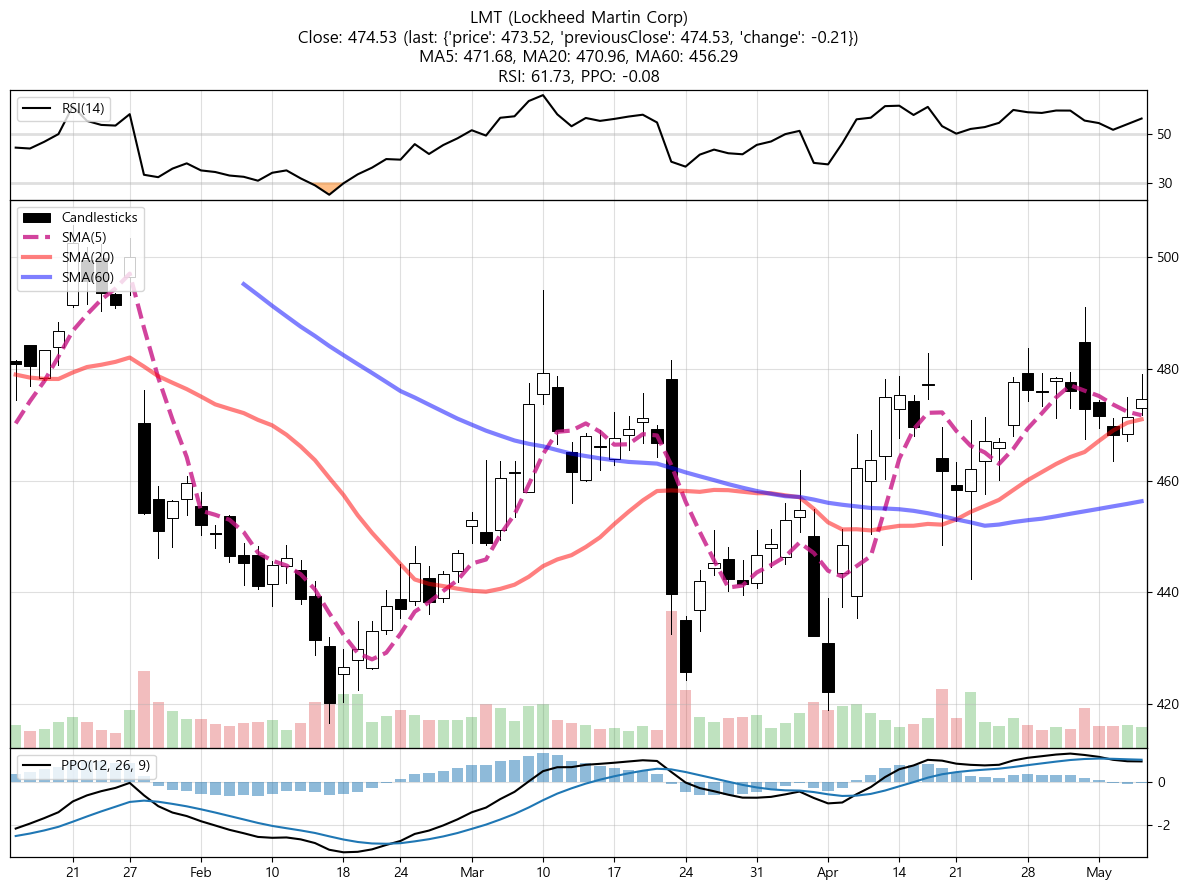 LMT (Lockheed Martin Corp)
Close: 474.53 (last: {'price': 473.52, 'previousClose': 474.53, 'change': -0.21})
MA5: 471.68, MA20: 470.96, MA60: 456.29
RSI: 61.73, PPO: -0.08
RSI(14)
50
30
Candlesticks
SMA(5)
SMA(20)
SMA(60)
500
480
460
440
420
PPO(12, 26, 9)
0
-2
21 27 Feb 10 18 24 Mar 10 17 24 31 Apr 14 21 28 May